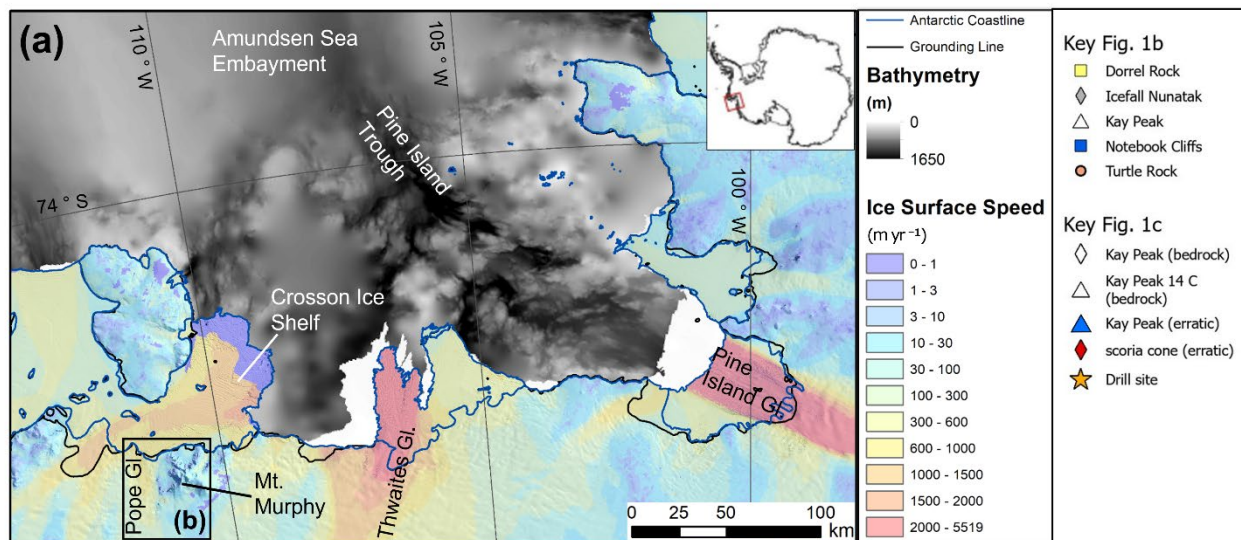 (a)
110 ° W
Amundsen Sea
Embayment
105 ° W
Pine Island
Trough
74 ° S
100 ° W
Crosson Ice
Shelf
Pine
Island Gl.
Thwaites Gl.
Pope Gl.
Mt.
Murphy
(b)
0 25 50 100
km
Antarctic Coastline
Grounding Line
Bathymetry
(m)
0
1650
Ice Surface Speed
(m yr ⁻¹)
0 - 1
1 - 3
3 - 10
10 - 30
30 - 100
100 - 300
300 - 600
600 - 1000
1000 - 1500
1500 - 2000
2000 - 5519
Key Fig. 1b
Dorrel Rock
Icefall Nunatak
Kay Peak
Notebook Cliffs
Turtle Rock
Key Fig. 1c
Kay Peak (bedrock)
Kay Peak 14 C
(bedrock)
Kay Peak (erratic)
scoria cone (erratic)
Drill site